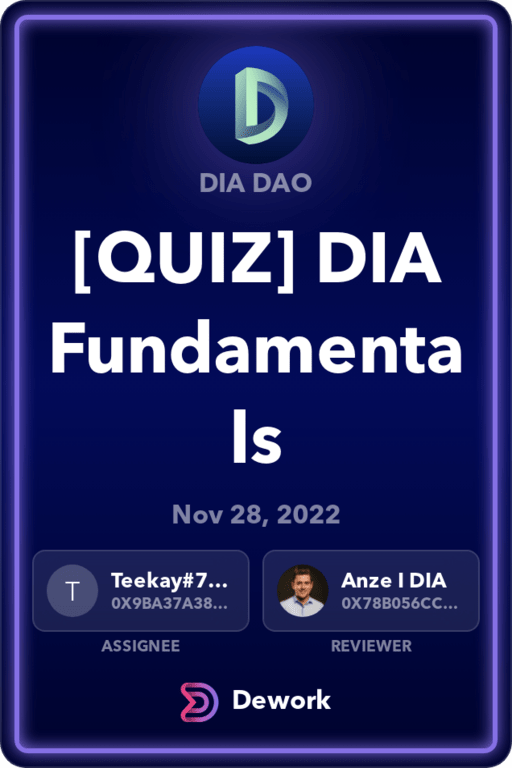 DIA DAO
[QUIZ] DIA
Fundamenta
ls
Nov 28, 2022
T
Teekay#7...
0X9BA37A38...
Anze I DIA
0X78B056CC...
ASSIGNEE
REVIEWER
Dework